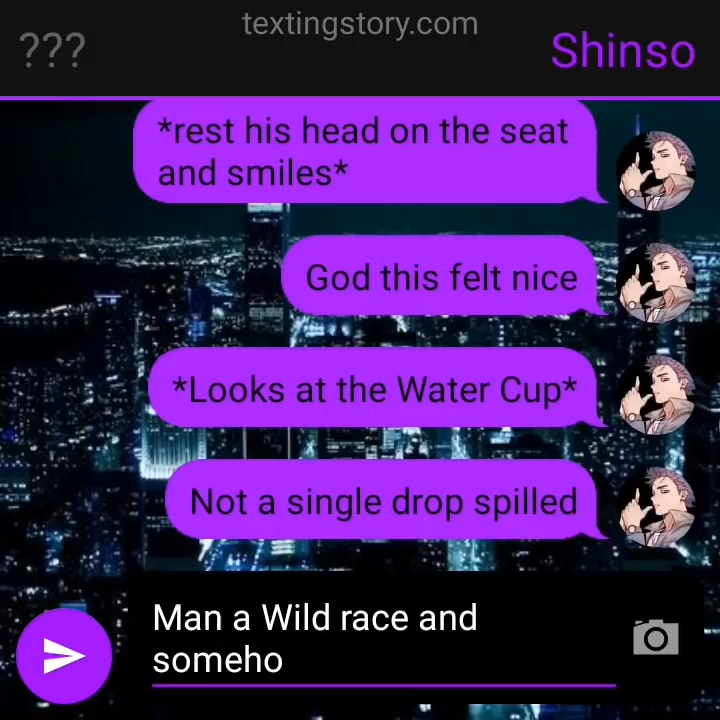 textingstory.com
??? Shinso
*rest his head on the seat
and smiles*
God this felt nice
*Looks at the Water Cup*
Not a single drop spilled
Man a Wild race and
someho